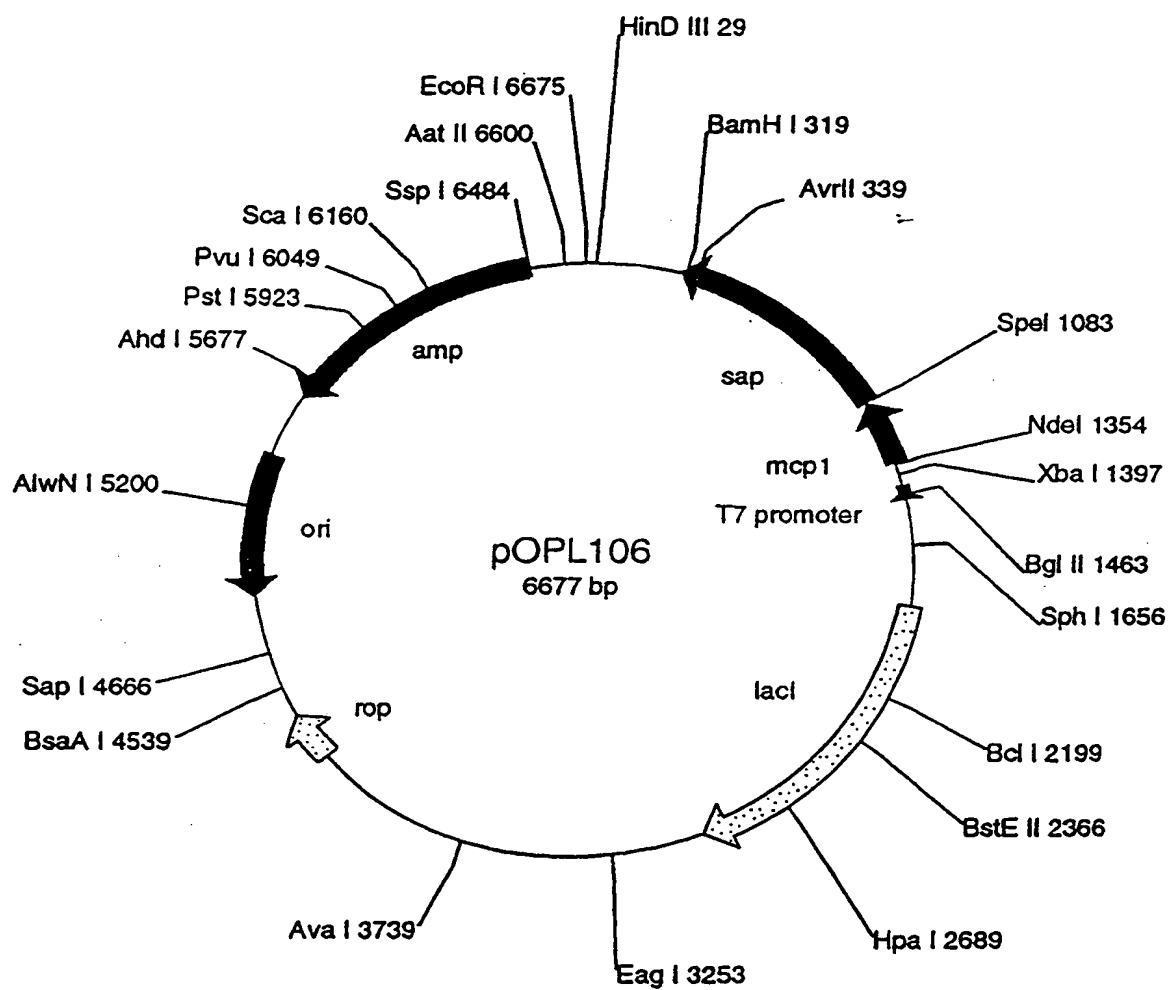 HinD III 29
EcoR I 6675
Aat II 6600
BamH I 319
Ssp I 6484
AvrII 339
Sca I 6160
Pvu I 6049
Pst I 5923
Ahd I 5677
amp
sap
SpeI 1083
NdeI 1354
mcp1
Xba I 1397
AlwN I 5200
T7 promoter
ori
pOPL106
6677 bp
Bgl II 1463
Sph I 1656
Sap I 4666
lacI
rop
BsaA I 4539
Bcl I 2199
BstE II 2366
Ava I 3739
Hpa I 2689
Eag I 3253